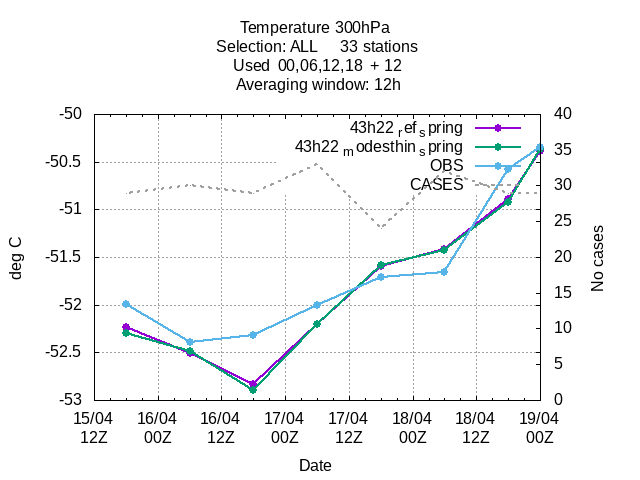 Temperature 300hPa
Selection: ALL     33 stations
Used  00,06,12,18  + 12
Averaging window: 12h
43h22 ref spring
43h22 modesthin spring
OBS
CASES
-50
-50.5
-51
-51.5
-52
-52.5
-53
deg C
40
35
30
25
20
15
10
5
0
No cases
15/04 16/04 16/04 17/04 17/04 18/04 18/04 19/04
12Z 00Z 12Z 00Z 12Z 00Z 12Z 00Z
Date